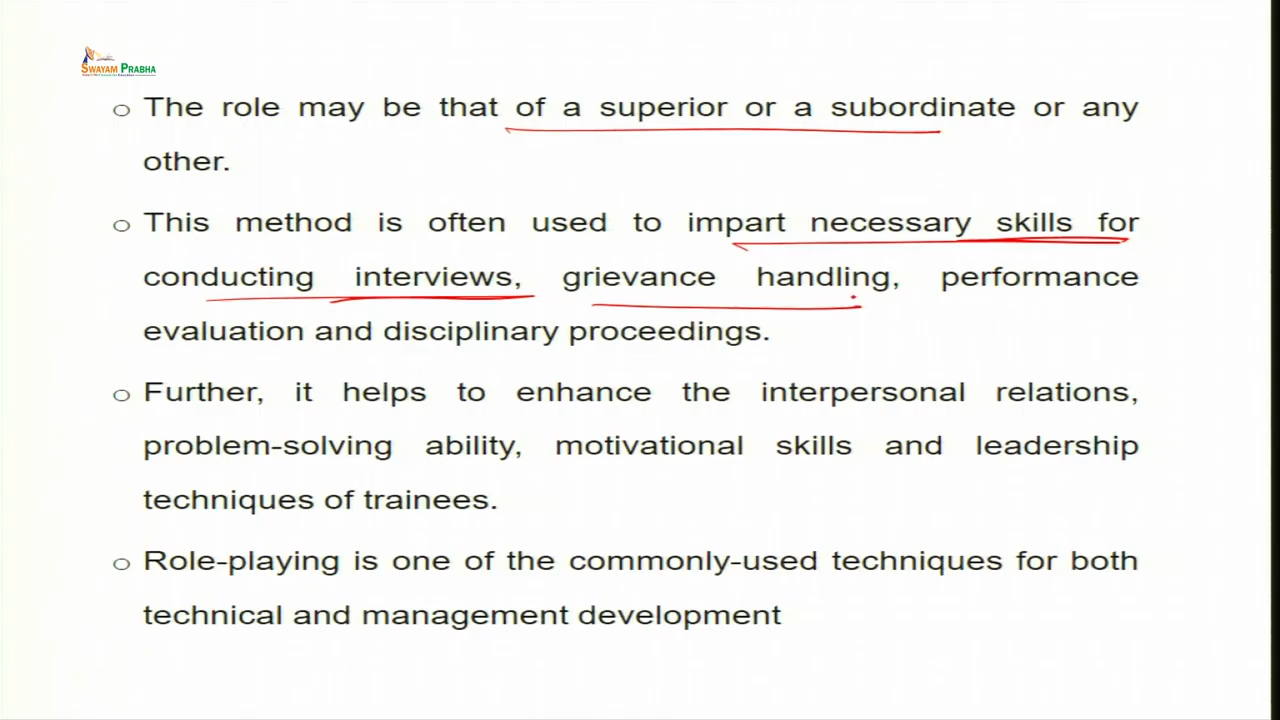 SWAYAM PRABHA
The role may be that of a superior or a subordinate or any
other.
This method is often used to impart necessary skills for
conducting interviews, grievance handling, performance
evaluation and disciplinary proceedings.
Further, it helps to enhance the interpersonal relations,
problem-solving ability, motivational skills and leadership
techniques of trainees.
Role-playing is one of the commonly-used techniques for both
technical and management development